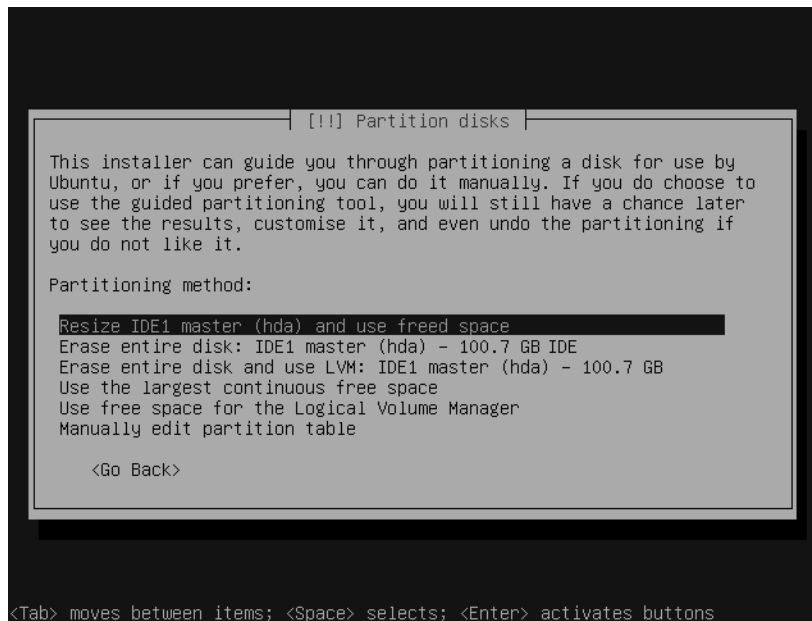 [!!] Partition disks
This installer can guide you through partitioning a disk for use by
Ubuntu, or if you prefer, you can do it manually. If you do choose to
use the guided partitioning tool, you will still have a chance later
to see the results, customise it, and even undo the partitioning if
you do not like it.
Partitioning method:
Resize IDE1 master (hda) and use freed space
Erase entire disk: IDE1 master (hda) – 100.7 GB IDE
Erase entire disk and use LVM: IDE1 master (hda) – 100.7 GB
Use the largest continuous free space
Use free space for the Logical Volume Manager
Manually edit partition table
<Go Back>
<Tab> moves between items; <Space> selects; <Enter> activates buttons